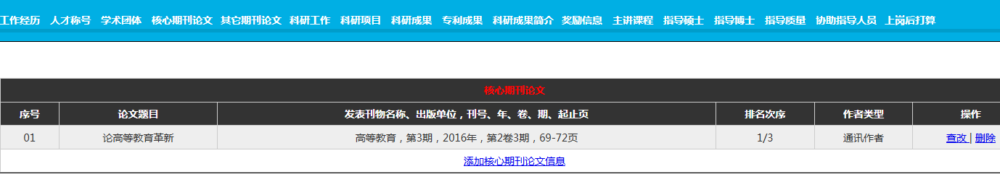 工作经历 人才称号 学术团体 核心期刊论文 其它期刊论文 科研工作 科研项目 科研成果 专利成果 科研成果简介 奖励信息 主讲课程 指导硕士 指导博士 指导质量 协助指导人员 上岗后打算
核心期刊论文
序号 论文题目 发表刊物名称、出版单位，刊号、年、卷、期、起止页 排名次序 作者类型 操作
01 论高等教育革新 高等教育，第3期，2016年，第2卷3期，69-72页 1/3 通讯作者 查改 | 删除
添加核心期刊论文信息